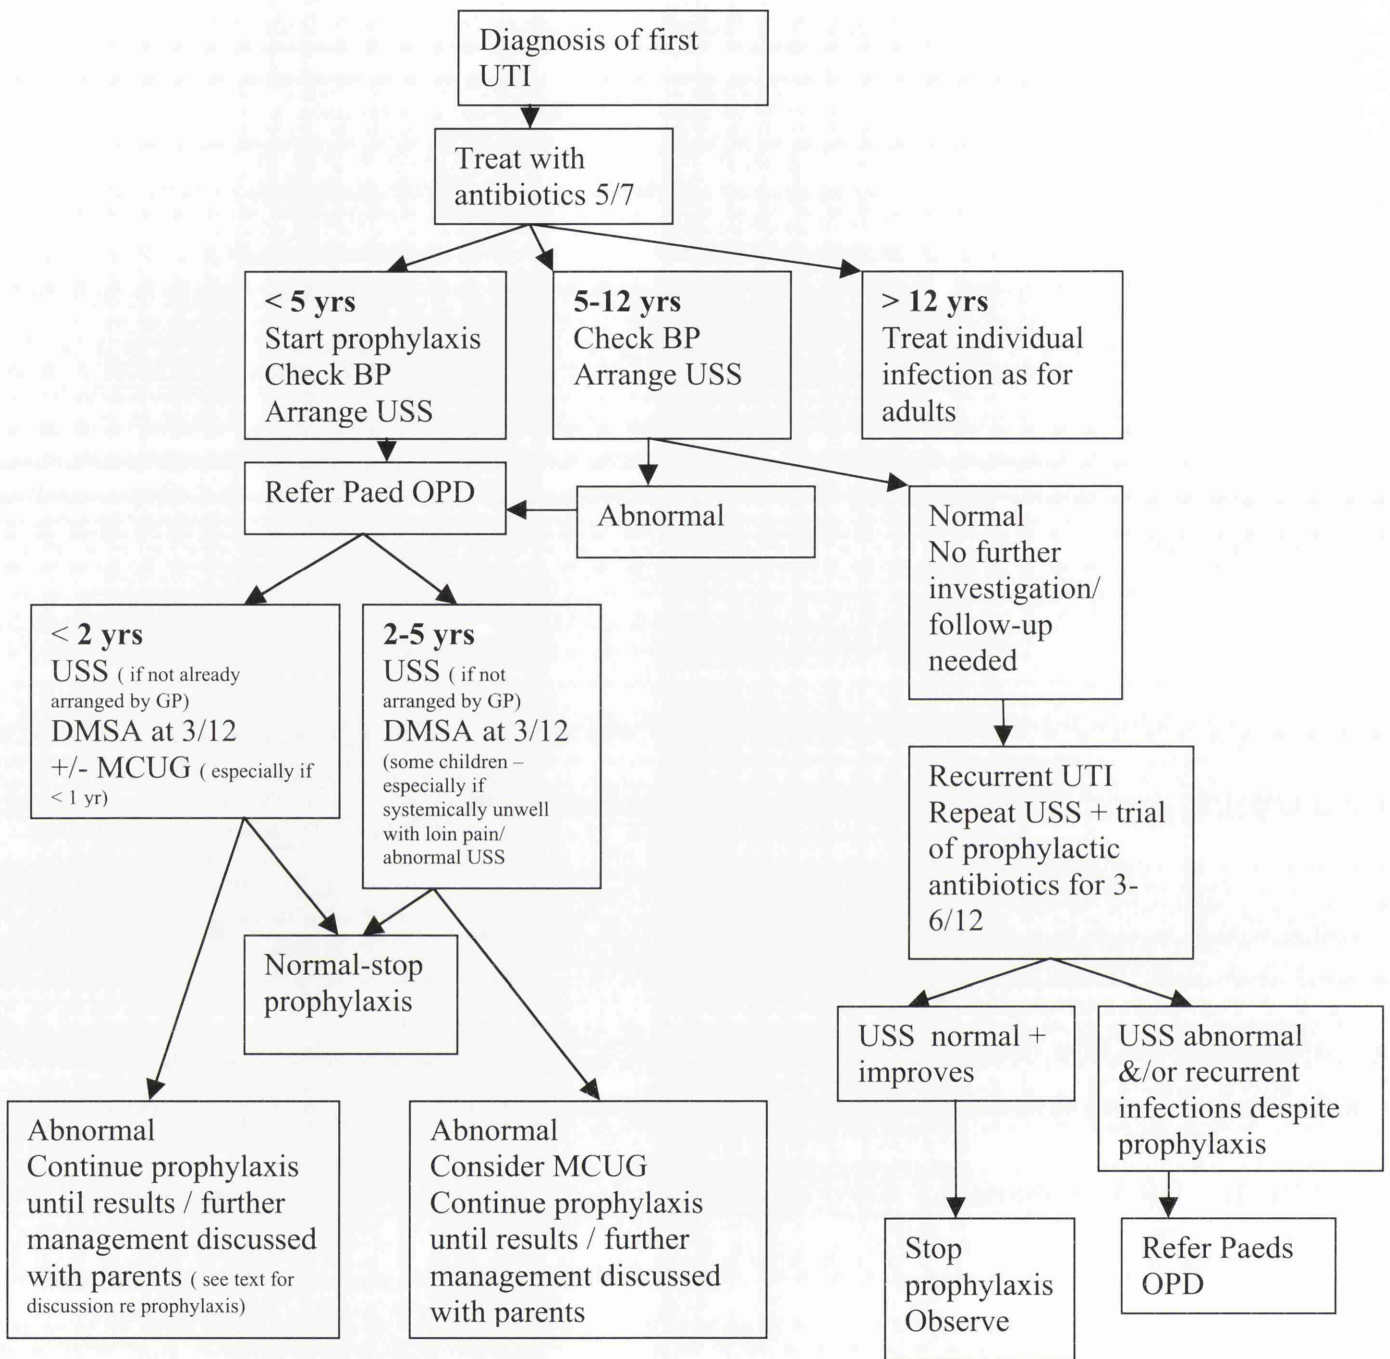 Diagnosis of first
UTI
Treat with
antibiotics 5/7
< 5 yrs
Start prophylaxis
Check BP
Arrange USS
5-12 yrs
Check BP
Arrange USS
> 12 yrs
Treat individual
infection as for
adults
Refer Paed OPD
Abnormal
Normal
No further
investigation/
follow-up
needed
< 2 yrs
USS ( if not already
arranged by GP)
DMSA at 3/12
+/- MCUG ( especially if
< 1 yr)
2-5 yrs
USS ( if not
arranged by GP)
DMSA at 3/12
(some children –
especially if
systemically unwell
with loin pain/
abnormal USS
Recurrent UTI
Repeat USS + trial
of prophylactic
antibiotics for 3-
6/12
Normal-stop
prophylaxis
USS normal +
improves
USS abnormal
&/or recurrent
infections despite
prophylaxis
Abnormal
Continue prophylaxis
until results / further
management discussed
with parents ( see text for
discussion re prophylaxis)
Abnormal
Consider MCUG
Continue prophylaxis
until results / further
management discussed
with parents
Stop
prophylaxis
Observe
Refer Paeds
OPD